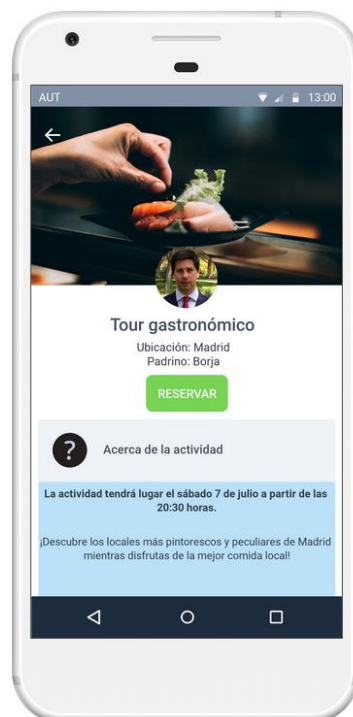 AUT 13:00
Tour gastronómico
Ubicación: Madrid
Padrino: Borja
RESERVAR
? Acerca de la actividad
La actividad tendrá lugar el sábado 7 de julio a partir de las
20:30 horas.
¡Descubre los locales más pintorescos y peculiares de Madrid
mientras disfrutas de la mejor comida local!